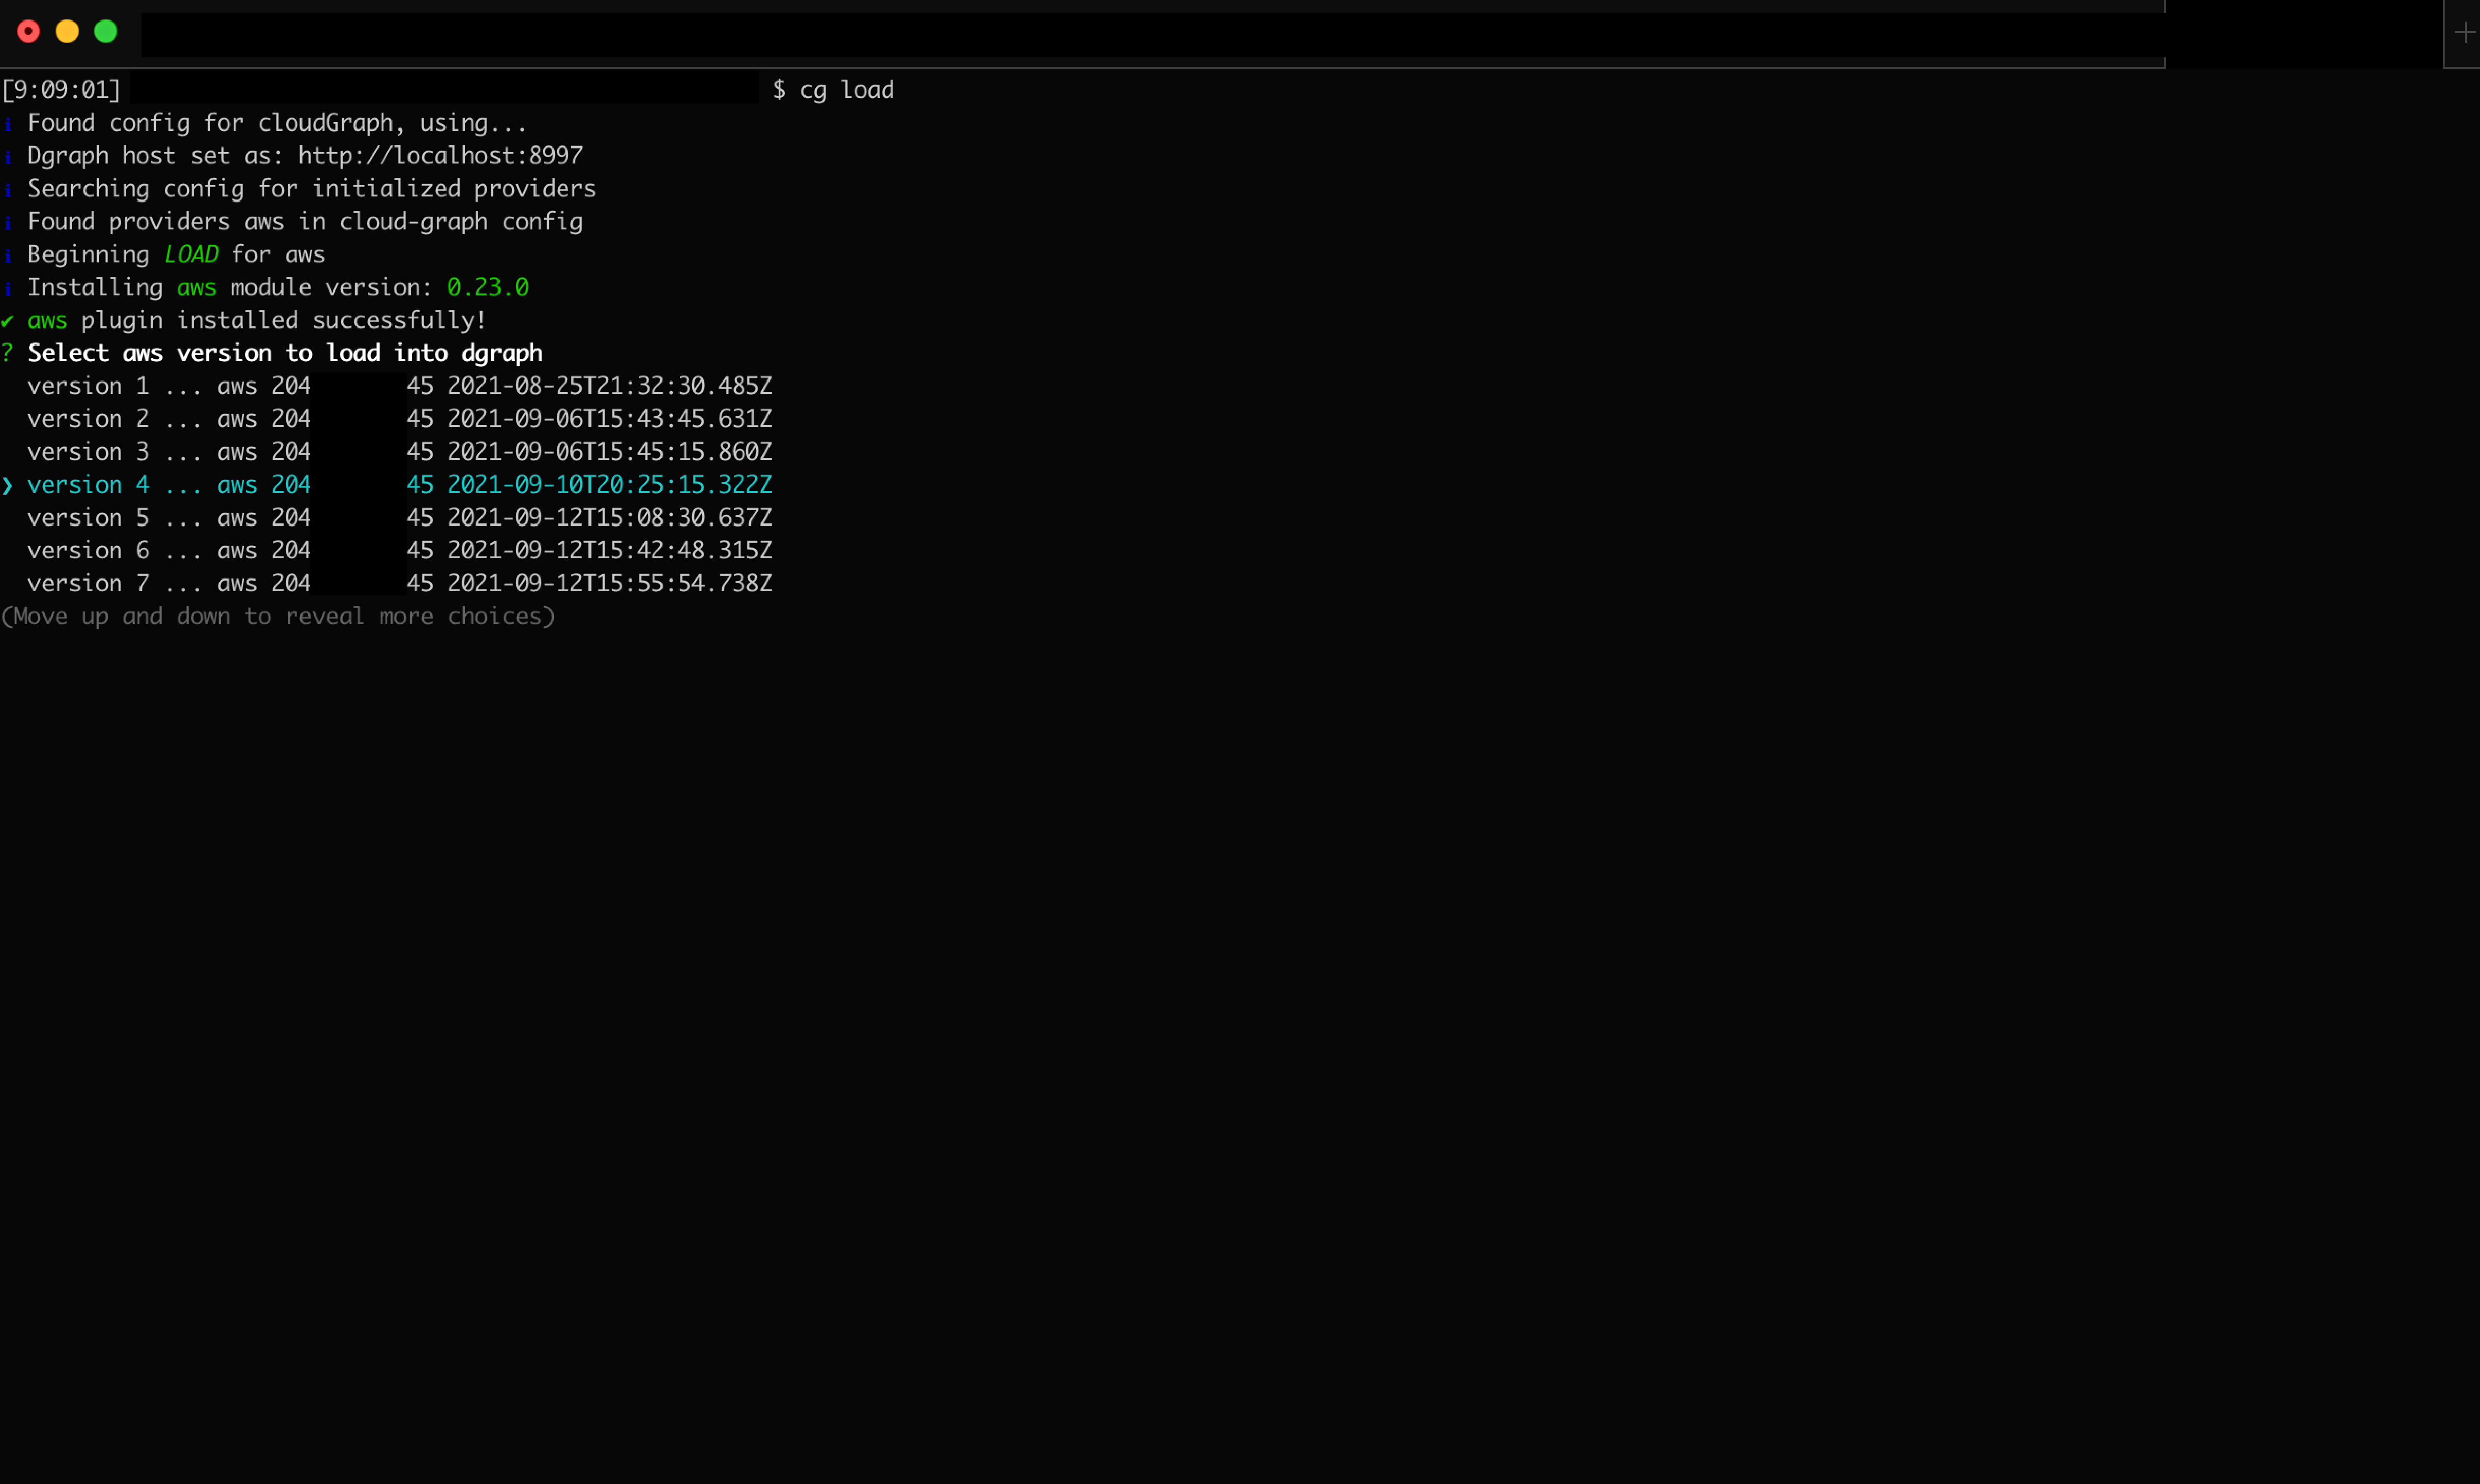 [9:09:01] $ cg load
i Found config for cloudGraph, using...
i Dgraph host set as: http://localhost:8997
i Searching config for initialized providers
i Found providers aws in cloud-graph config
i Beginning LOAD for aws
i Installing aws module version: 0.23.0
✔ aws plugin installed successfully!
? Select aws version to load into dgraph
version 1 ... aws 204 45 2021-08-25T21:32:30.485Z
version 2 ... aws 204 45 2021-09-06T15:43:45.631Z
version 3 ... aws 204 45 2021-09-06T15:45:15.860Z
❯ version 4 ... aws 204 45 2021-09-10T20:25:15.322Z
version 5 ... aws 204 45 2021-09-12T15:08:30.637Z
version 6 ... aws 204 45 2021-09-12T15:42:48.315Z
version 7 ... aws 204 45 2021-09-12T15:55:54.738Z
(Move up and down to reveal more choices)